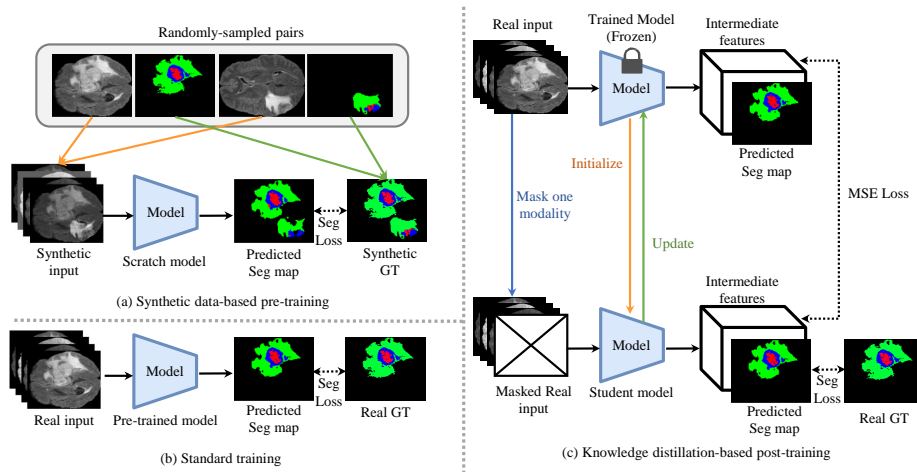 Randomly-sampled pairs
Model
Synthetic
input
Scratch model
Predicted
Seg map
Seg
Loss
Synthetic
GT
(a) Synthetic data-based pre-training
Model
Real input
Pre-trained model
Predicted
Seg map
Seg
Loss
Real GT
(b) Standard training
Real input
Trained Model
(Frozen)
Intermediate
features
Model
Predicted
Seg map
Initialize
Mask one
modality
Update
MSE Loss
Intermediate
features
Model
Masked Real
input
Student model
Predicted
Seg map
Seg
Loss
Real GT
(c) Knowledge distillation-based post-training